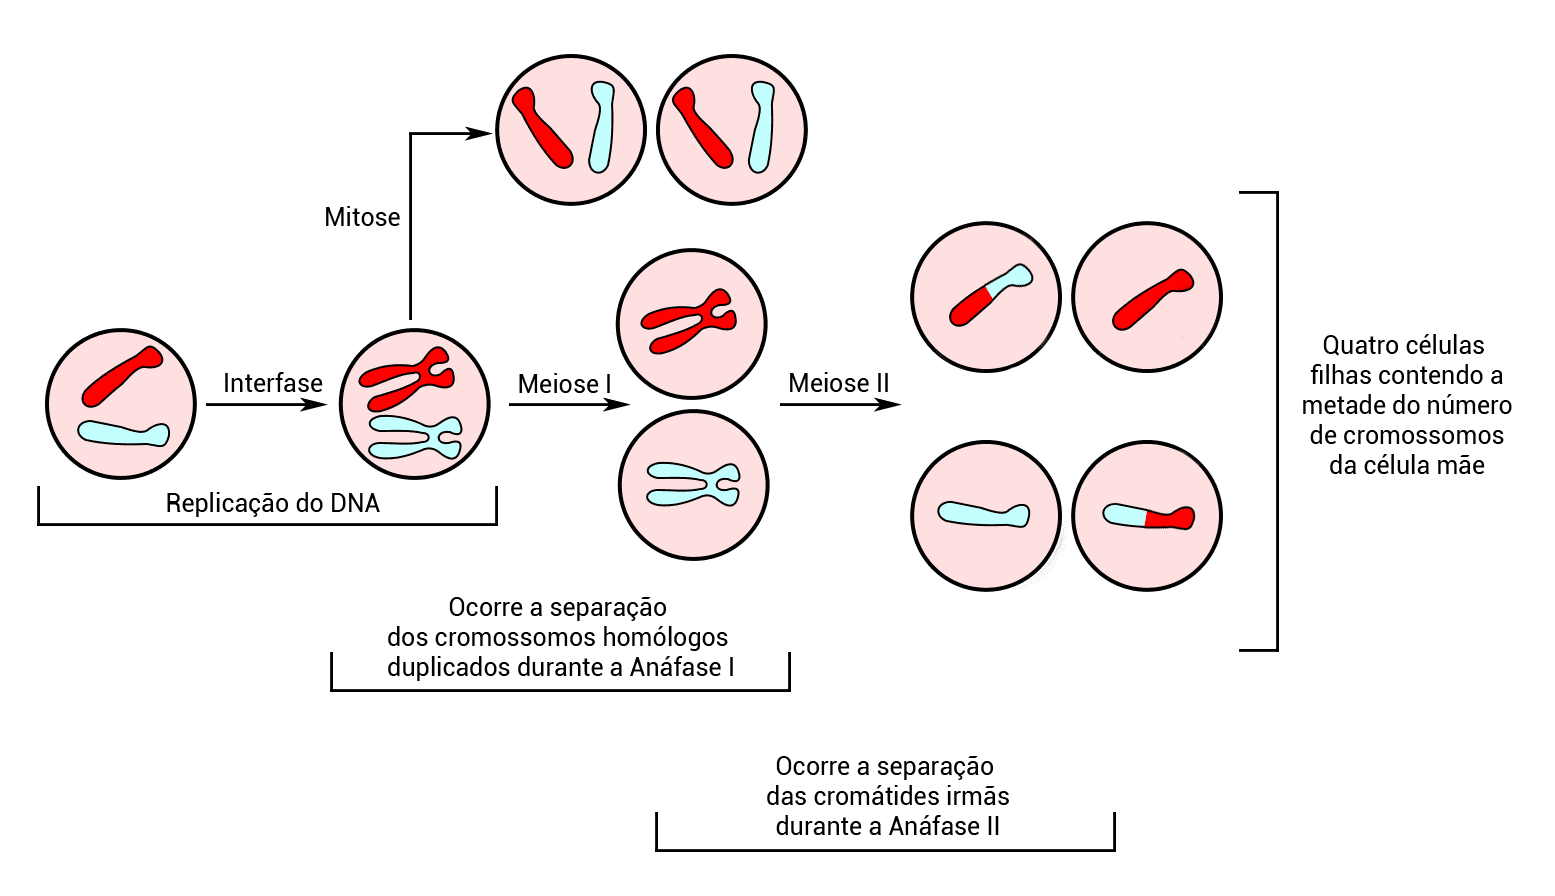 Mitose
Interfase
Meiose I
Meiose II
Replicação do DNA
Ocorre a separação
dos cromossomos homólogos
duplicados durante a Anáfase I
Ocorre a separação
das cromátides irmãs
durante a Anáfase II
Quatro células
filhas contendo a
metade do número
de cromossomos
da célula mãe